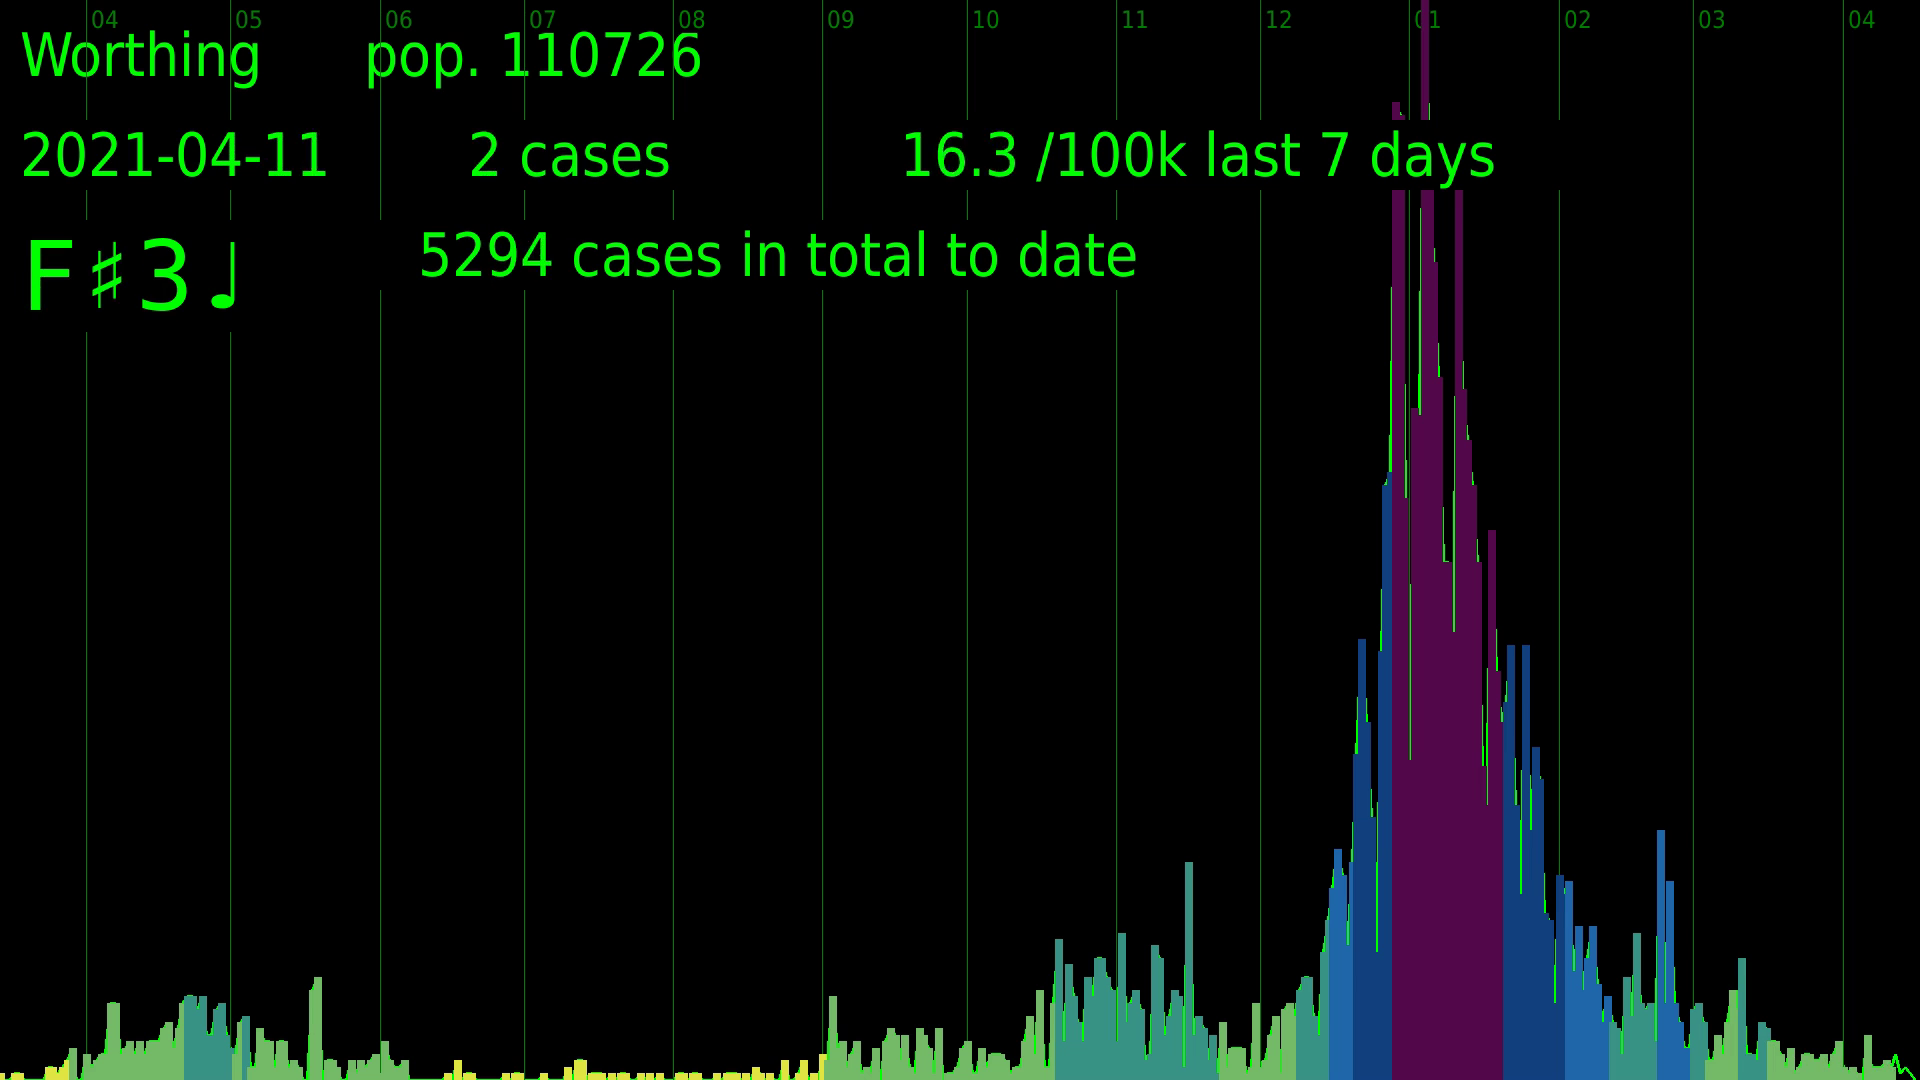 04 05 06 07 08 09 10 11 12 01 02 03 04
Worthing pop. 110726
2021-04-11 2 cases 16.3 /100k last 7 days
F♯3♩ 5294 cases in total to date